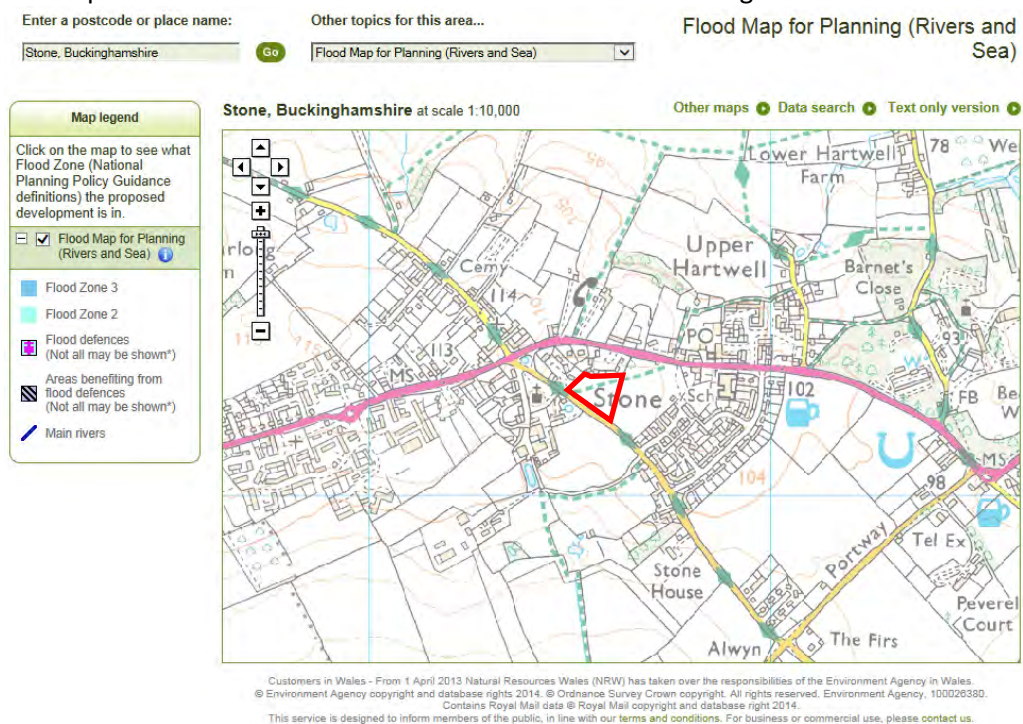 Enter a postcode or place name:
Other topics for this area...
Flood Map for Planning (Rivers and
Sea)
Stone, Buckinghamshire
Go
Flood Map for Planning (Rivers and Sea)
Map legend
Click on the map to see what
Flood Zone (National
Planning Policy Guidance
definitions) the proposed
development is in.
Flood Map for Planning
(Rivers and Sea)
Flood Zone 3
Flood Zone 2
Flood defences
(Not all may be shown*)
Areas benefiting from
flood defences
(Not all may be shown*)
Main rivers
Stone, Buckinghamshire at scale 1:10,000
Other maps
Data search
Text only version
Lower Hartwell
Farm
78
We
95
105
Upper
Hartwell
Barnet's
Close
Cemy
114
110
113
MS
PO
93
W
Stone
Sch
102
FB
Be
W
MS
104
98
Portway
Tel Ex
Stone
House
Peverel
Court
Alwyn
The Firs
Customers in Wales - From 1 April 2013 Natural Resources Wales (NRW) has taken over the responsibilities of the Environment Agency in Wales.
© Environment Agency copyright and database rights 2014. © Ordnance Survey Crown copyright. All rights reserved. Environment Agency, 100026380.
Contains Royal Mail data © Royal Mail copyright and database right 2014.
This service is designed to inform members of the public, in line with our terms and conditions. For business or commercial use, please contact us.